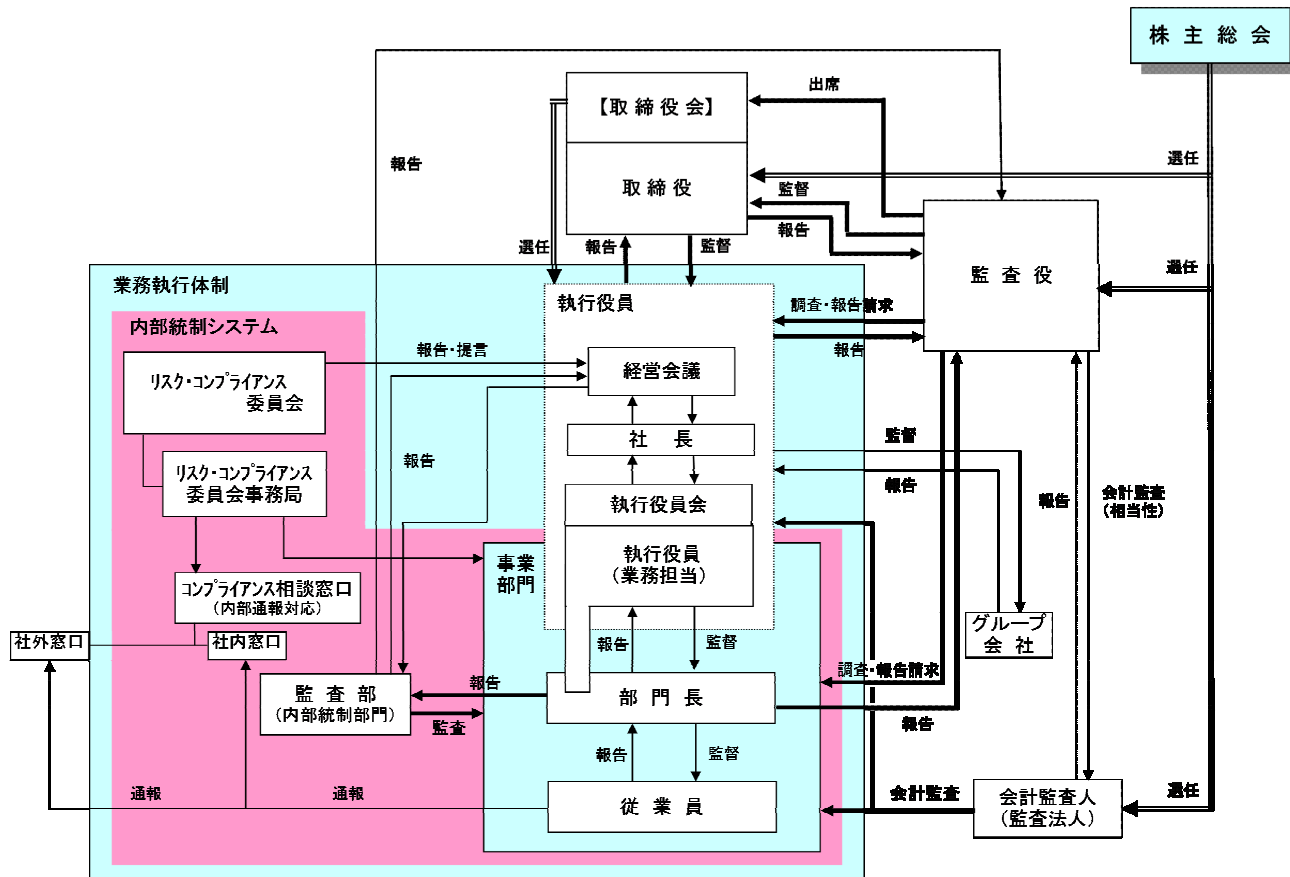 株主総会
出席
【取締役会】
報告
選任
取締役
監督
報告
選任
報告
監督
監査役
選任
業務執行体制
執行役員
調査・報告請求
内部統制システム
報告
報告・提言
リスク・コンプライアンス
委員会
経営会議
社長
監督
報告
リスク・コンプライアンス
委員会事務局
報告
執行役員会
報告
会計監査
(相当性)
事業
部門
執行役員
(業務担当)
コンプライアンス相談窓口
(内部通報対応)
グループ
会社
社外窓口
社内窓口
報告
監督
調査・報告請求
監査部
(内部統制部門)
報告
部門長
監査
報告
報告
監督
通報
通報
従業員
会計監査
会計監査人
(監査法人)
選任